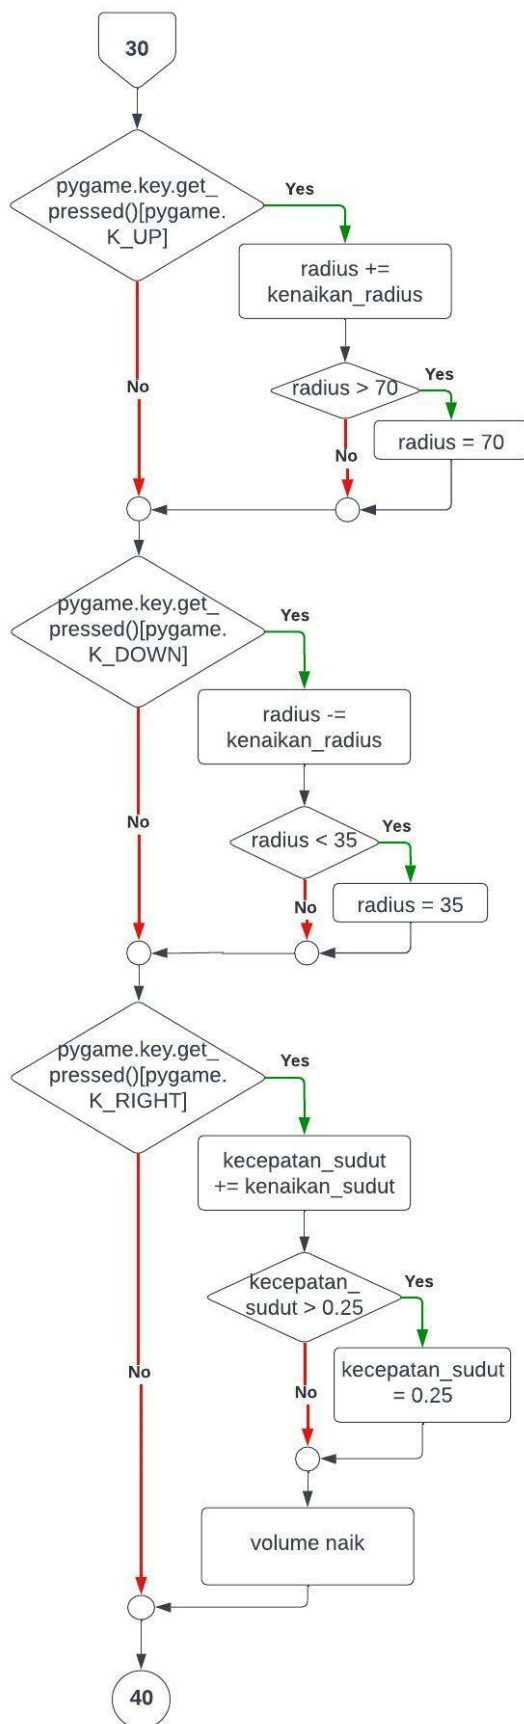 30
pygame.key.get_
pressed()[pygame.
K_UP]
Yes
radius +=
kenaikan_radius
radius > 70
Yes
radius = 70
No
No
pygame.key.get_
pressed()[pygame.
K_DOWN]
Yes
radius -=
kenaikan_radius
No
radius < 35
Yes
radius = 35
No
pygame.key.get_
pressed()[pygame.
K_RIGHT]
Yes
kecepatan_sudut
+= kenaikan_sudut
kecepatan_
sudut > 0.25
Yes
No
No
kecepatan_sudut
= 0.25
volume naik
40